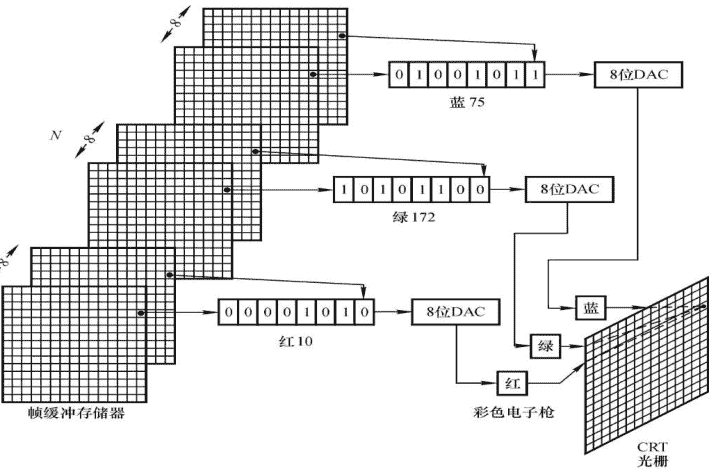 8
0 1 0 0 1 0 1 1
8位DAC
蓝 75
N
8
1 0 1 0 1 1 0 0
8位DAC
绿 172
8
0 0 0 0 1 0 1 0
8位DAC
红 10
蓝
绿
红
帧缓冲存储器
彩色电子枪
CRT
光栅